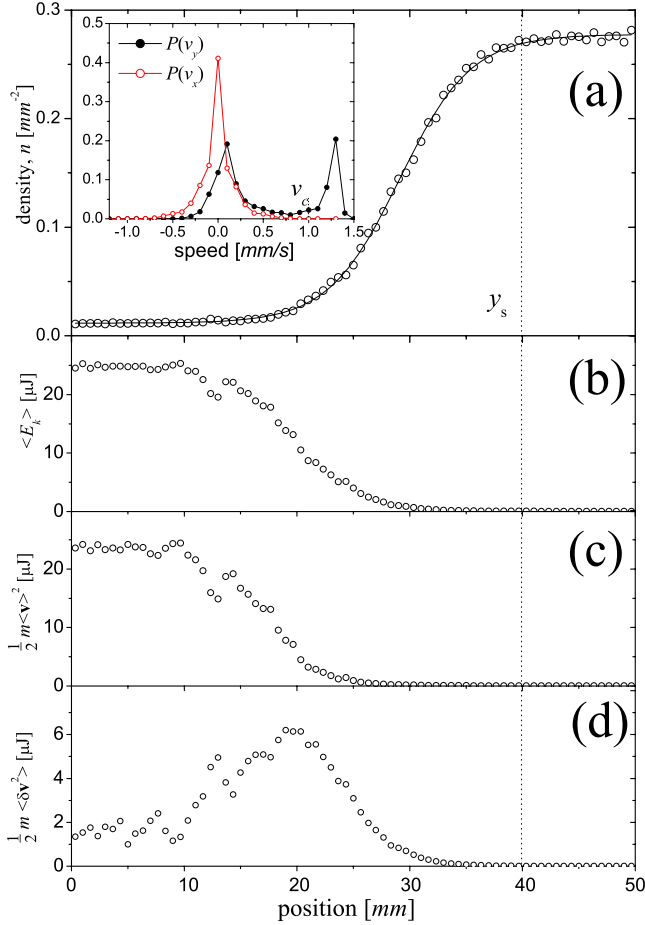 0.3
0.2
0.1
0.0
density, n [mm⁻²]
0.5
0.4
0.3
0.2
0.1
0.0
P(v_y)
P(v_x)
v_c
-1.0 -0.5 0.0 0.5 1.0 1.5
speed [mm/s]
(a)
y_s
20
10
0
<E_k> [µJ]
(b)
20
10
0
½ m<v>² [µJ]
(c)
6
4
2
0
½ m<δv²> [µJ]
(d)
0 10 20 30 40 50
position [mm]